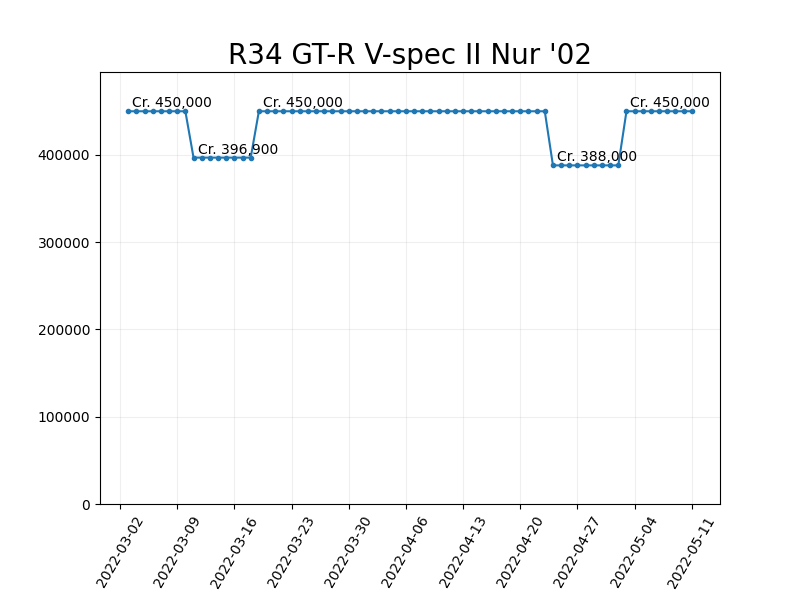 R34 GT-R V-spec II Nur '02
Cr. 450,000
Cr. 450,000
Cr. 450,000
Cr. 396,900
Cr. 388,000
400000
300000
200000
100000
0
2022-03-02
2022-03-09
2022-03-16
2022-03-23
2022-03-30
2022-04-06
2022-04-13
2022-04-20
2022-04-27
2022-05-04
2022-05-11